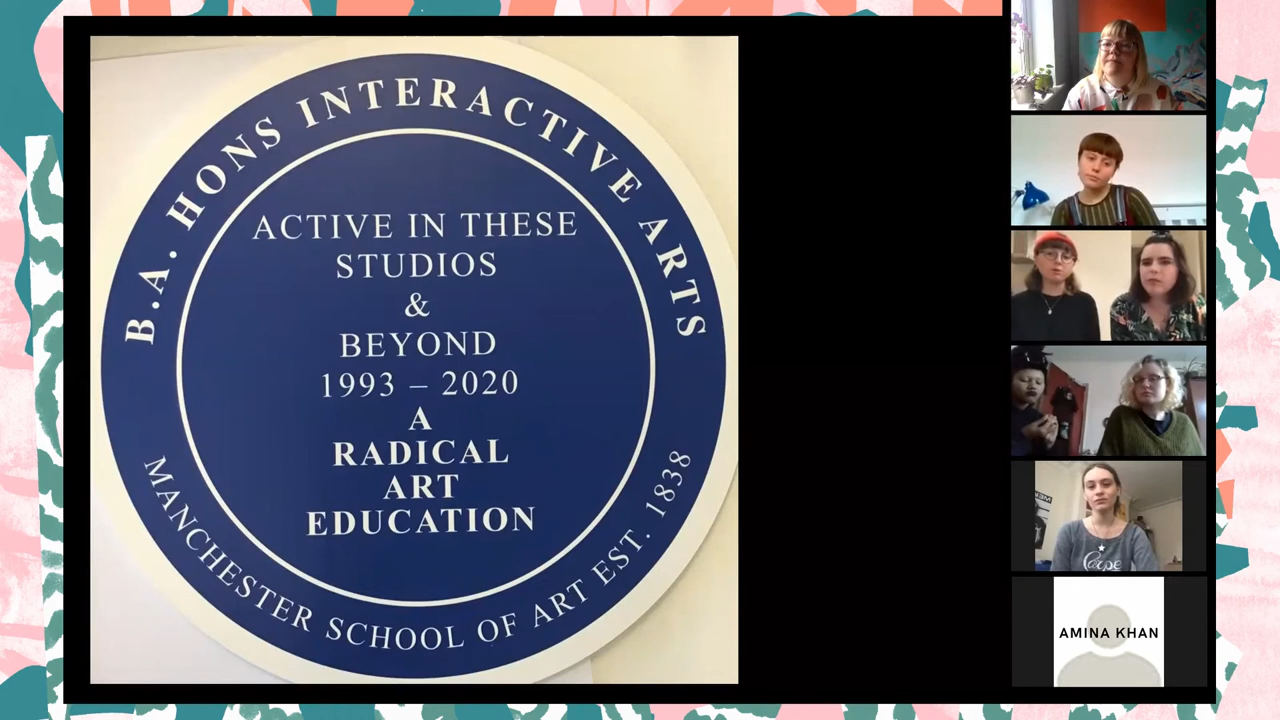 B.A. HONS INTERACTIVE ARTS
ACTIVE IN THESE
STUDIOS
&
BEYOND
1993 – 2020
A
RADICAL
ART
EDUCATION
MANCHESTER SCHOOL OF ART EST. 1838
Carpe
AMINA KHAN